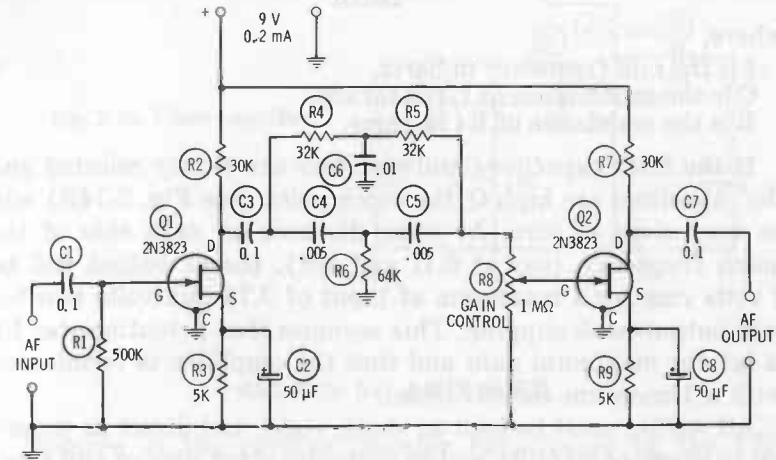 +
9 V
0.2 mA
R4
32K
R5
32K
C6
.01
R2
30K
R7
30K
C3
0.1
C4
.005
C5
.005
C7
0.1
Q1
2N3823
D
G
S
C
Q2
2N3823
D
G
S
C
R6
64K
R8
GAIN
CONTROL
1 MΩ
C1
0.1
AF
INPUT
R1
500K
R3
5K
C2
50 μF
R9
5K
C8
50 μF
AF
OUTPUT